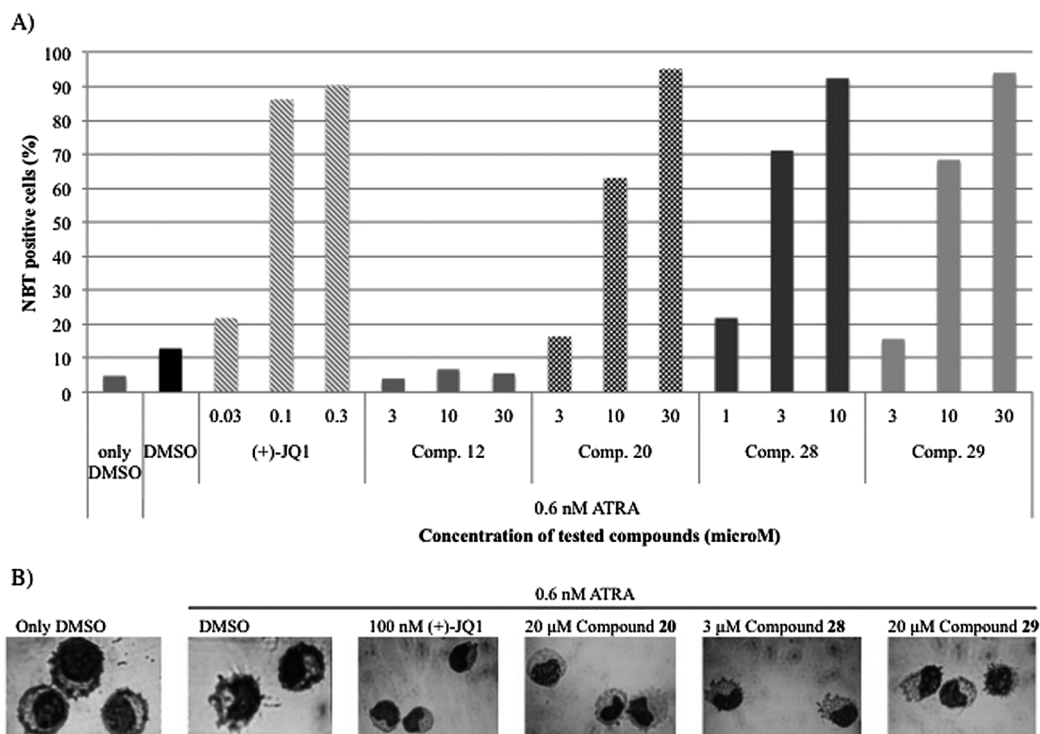 A)
100
90
80
70
60
50
40
30
20
10
0
NBT positive cells (%)
0.03 0.1 0.3 3 10 30 3 10 30 1 3 10 3 10 30
only DMSO (+)-JQ1 Comp. 12 Comp. 20 Comp. 28 Comp. 29
DMSO
0.6 nM ATRA
Concentration of tested compounds (microM)
B)
0.6 nM ATRA
Only DMSO DMSO 100 nM (+)-JQ1 20 μM Compound 20 3 μM Compound 28 20 μM Compound 29